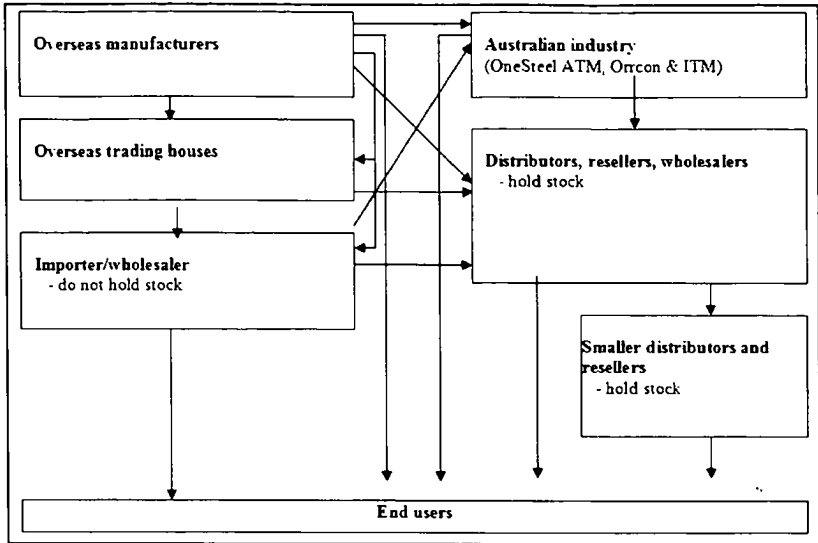 Overseas manufacturers
Australian industry
(OneSteel ATM, Orrcon & ITM)
Overseas trading houses
Distributors, resellers, wholesalers
- hold stock
Importer/wholesaler
- do not hold stock
Smaller distributors and
resellers
- hold stock
End users